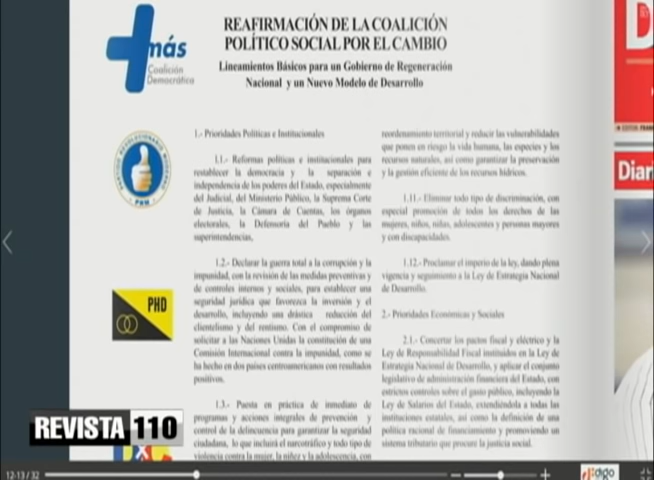 REAFIRMACIÓN DE LA COALICIÓN
POLÍTICO SOCIAL POR EL CAMBIO
Lineamientos Básicos para un Gobierno de Regeneración
Nacional y un Nuevo Modelo de Desarrollo
más
Coalición
Democrática
1.- Prioridades Políticas e Institucionales
1.1.- Reformas políticas e institucionales para
restablecer la democracia y la separación e
independencia de los poderes del Estado, especialmente
del Judicial, del Ministerio Público, la Suprema Corte
de Justicia, la Cámara de Cuentas, los órganos
electorales, la Defensoría del Pueblo y las
superintendencias,
1.2.- Declarar la guerra total a la corrupción y la
impunidad, con la revisión de las medidas preventivas y
de controles internos y sociales, para establecer una
seguridad jurídica que favorezca la inversión y el
desarrollo, incluyendo una drástica reducción del
clientelismo y del rentismo. Con el compromiso de
solicitar a las Naciones Unidas la constitución de una
Comisión Internacional contra la impunidad, como se
ha hecho en dos países centroamericanos con resultados
positivos.
1.3.- Puesta en práctica de inmediato de
programas y acciones integrales de prevención y
control de la delincuencia para garantizar la seguridad
ciudadana, lo que incluirá el narcotráfico y todo tipo de
violencia contra la mujer, la niñez y la adolescencia, con
reordenamiento territorial y reducir las vulnerabilidades
que ponen en riesgo la vida humana, las especies y los
recursos naturales, así como garantizar la preservación
y la gestión eficiente de los recursos hídricos.
1.11.- Eliminar todo tipo de discriminación, con
especial promoción de todos los derechos de las
mujeres, niños, niñas, adolescentes y personas mayores
y con discapacidades.
1.12.- Proclamar el imperio de la ley, dando plena
vigencia y seguimiento a la Ley de Estrategia Nacional
de Desarrollo.
2.- Prioridades Económicas y Sociales
2.1.- Concertar los pactos fiscal y eléctrico y la
Ley de Responsabilidad Fiscal instituidos en la Ley de
Estrategia Nacional de Desarrollo, y aplicar el conjunto
legislativo de administración financiera del Estado, con
estrictos controles sobre el gasto público, incluyendo la
Ley de Salarios del Estado, extendiéndola a todas las
instituciones estatales, así como la definición de una
política racional de financiamiento y promoviendo un
sistema tributario que procure la justicia social.
PRM
PHD
REVISTA 110
DXC
12-13 / 32
Diar